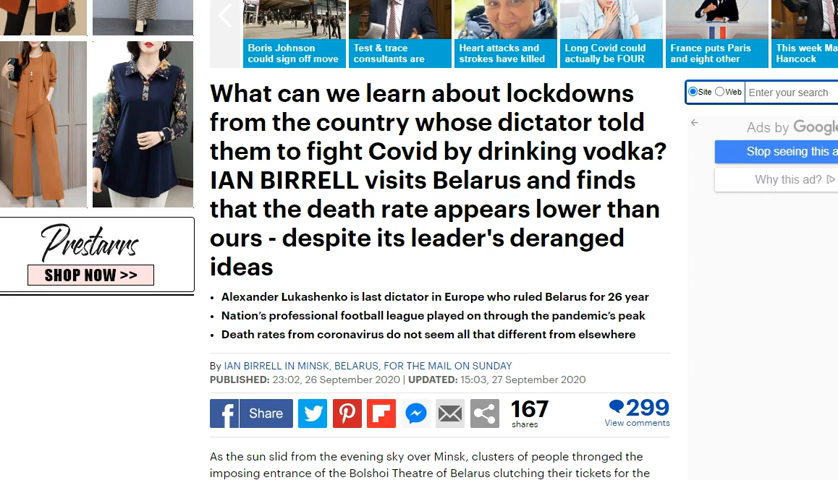 Boris Johnson
could sign off move
Test & trace
consultants are
Heart attacks and
strokes have killed
Long Covid could
actually be FOUR
France puts Paris
and eight other
This week Ma
Hancock
What can we learn about lockdowns
from the country whose dictator told
them to fight Covid by drinking vodka?
IAN BIRRELL visits Belarus and finds
that the death rate appears lower than
ours - despite its leader's deranged
ideas
Site Web Enter your search
Ads by Google
Stop seeing this a
Why this ad?
Prestarrs
SHOP NOW >>
• Alexander Lukashenko is last dictator in Europe who ruled Belarus for 26 year
• Nation's professional football league played on through the pandemic's peak
• Death rates from coronavirus do not seem all that different from elsewhere
By IAN BIRRELL IN MINSK, BELARUS, FOR THE MAIL ON SUNDAY
PUBLISHED: 23:02, 26 September 2020 | UPDATED: 15:03, 27 September 2020
f Share
167
shares
299
View comments
As the sun slid from the evening sky over Minsk, clusters of people thronged the
imposing entrance of the Bolshoi Theatre of Belarus clutching their tickets for the